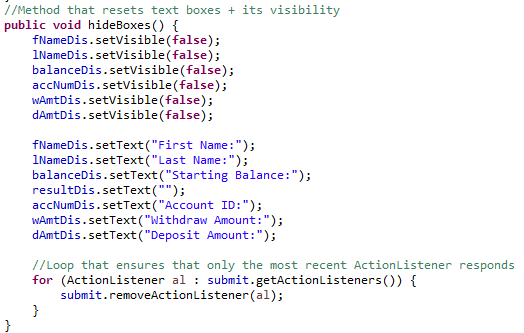 //Method that resets text boxes + its visibility
public void hideBoxes() {
    fNameDis.setVisible(false);
    lNameDis.setVisible(false);
    balanceDis.setVisible(false);
    accNumDis.setVisible(false);
    wAmtDis.setVisible(false);
    dAmtDis.setVisible(false);

    fNameDis.setText("First Name:");
    lNameDis.setText("Last Name:");
    balanceDis.setText("Starting Balance:");
    resultDis.setText("");
    accNumDis.setText("Account ID:");
    wAmtDis.setText("Withdraw Amount:");
    dAmtDis.setText("Deposit Amount:");

    //Loop that ensures that only the most recent ActionListener responds
    for (ActionListener al : submit.getActionListeners()) {
        submit.removeActionListener(al);
    }
}